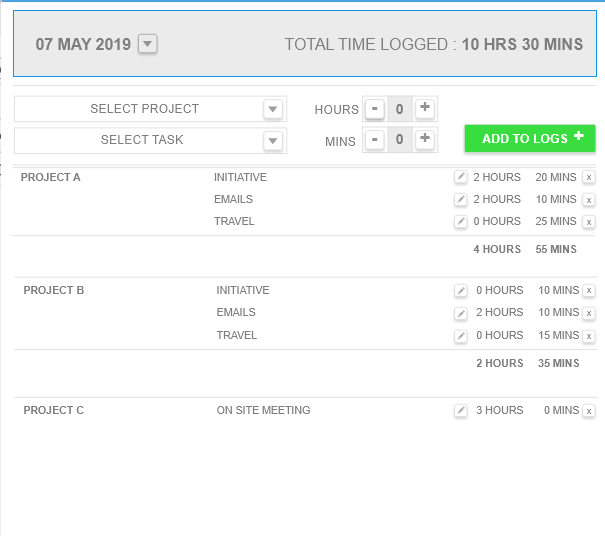 07 MAY 2019 TOTAL TIME LOGGED : 10 HRS 30 MINS
SELECT PROJECT HOURS - 0 +
SELECT TASK MINS - 0 + ADD TO LOGS +
PROJECT A INITIATIVE 2 HOURS 20 MINS x
EMAILS 2 HOURS 10 MINS x
TRAVEL 0 HOURS 25 MINS x
4 HOURS 55 MINS
PROJECT B INITIATIVE 0 HOURS 10 MINS x
EMAILS 2 HOURS 10 MINS x
TRAVEL 0 HOURS 15 MINS x
2 HOURS 35 MINS
PROJECT C ON SITE MEETING 3 HOURS 0 MINS x